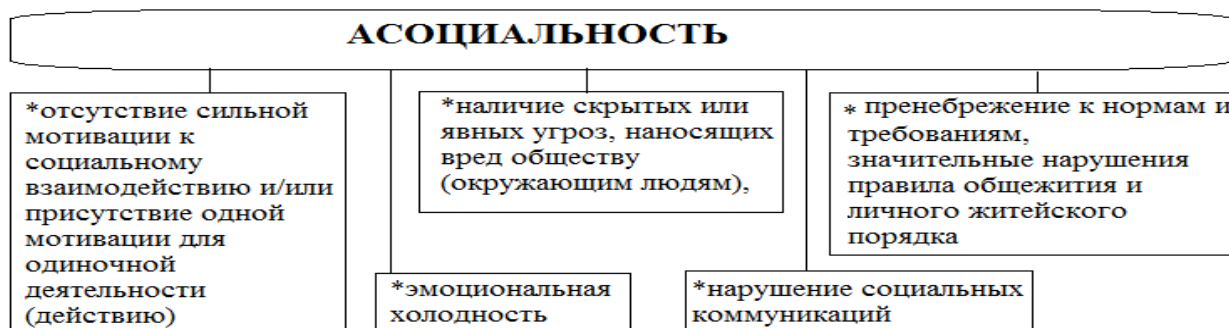 АСОЦИАЛЬНОСТЬ
*отсутствие сильной
мотивации к
социальному
взаимодействию и/или
присутствие одной
мотивации для
одиночной
деятельности
(действию)
*эмоциональная
холодность
*наличие скрытых или
явных угроз, наносящих
вред обществу
(окружающим людям),
*нарушение социальных
коммуникаций
* пренебрежение к нормам и
требованиям,
значительные нарушения
правила общежития и
личного житейского
порядка